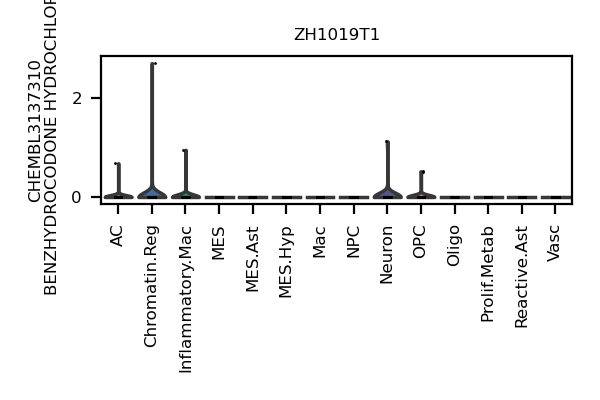 ZH1019T1
CHEMBL3137310
BENZHYDROCODONE HYDROCHLOR
2
0
AC
Chromatin.Reg
Inflammatory.Mac
MES
MES.Ast
MES.Hyp
Mac
NPC
Neuron
OPC
Oligo
Prolif.Metab
Reactive.Ast
Vasc